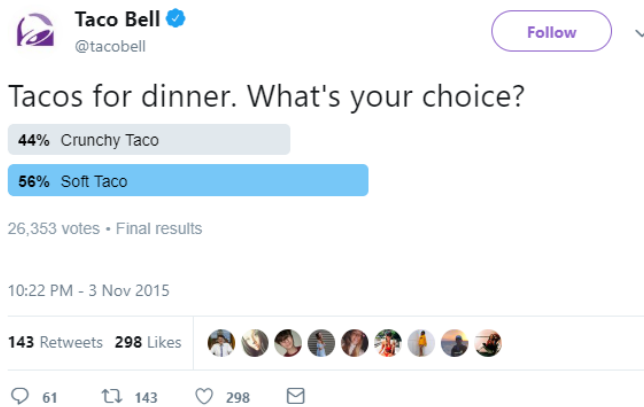 Taco Bell
@tacobell
Follow
Tacos for dinner. What's your choice?
44% Crunchy Taco
56% Soft Taco
26,353 votes • Final results
10:22 PM - 3 Nov 2015
143 Retweets 298 Likes
61 143 298